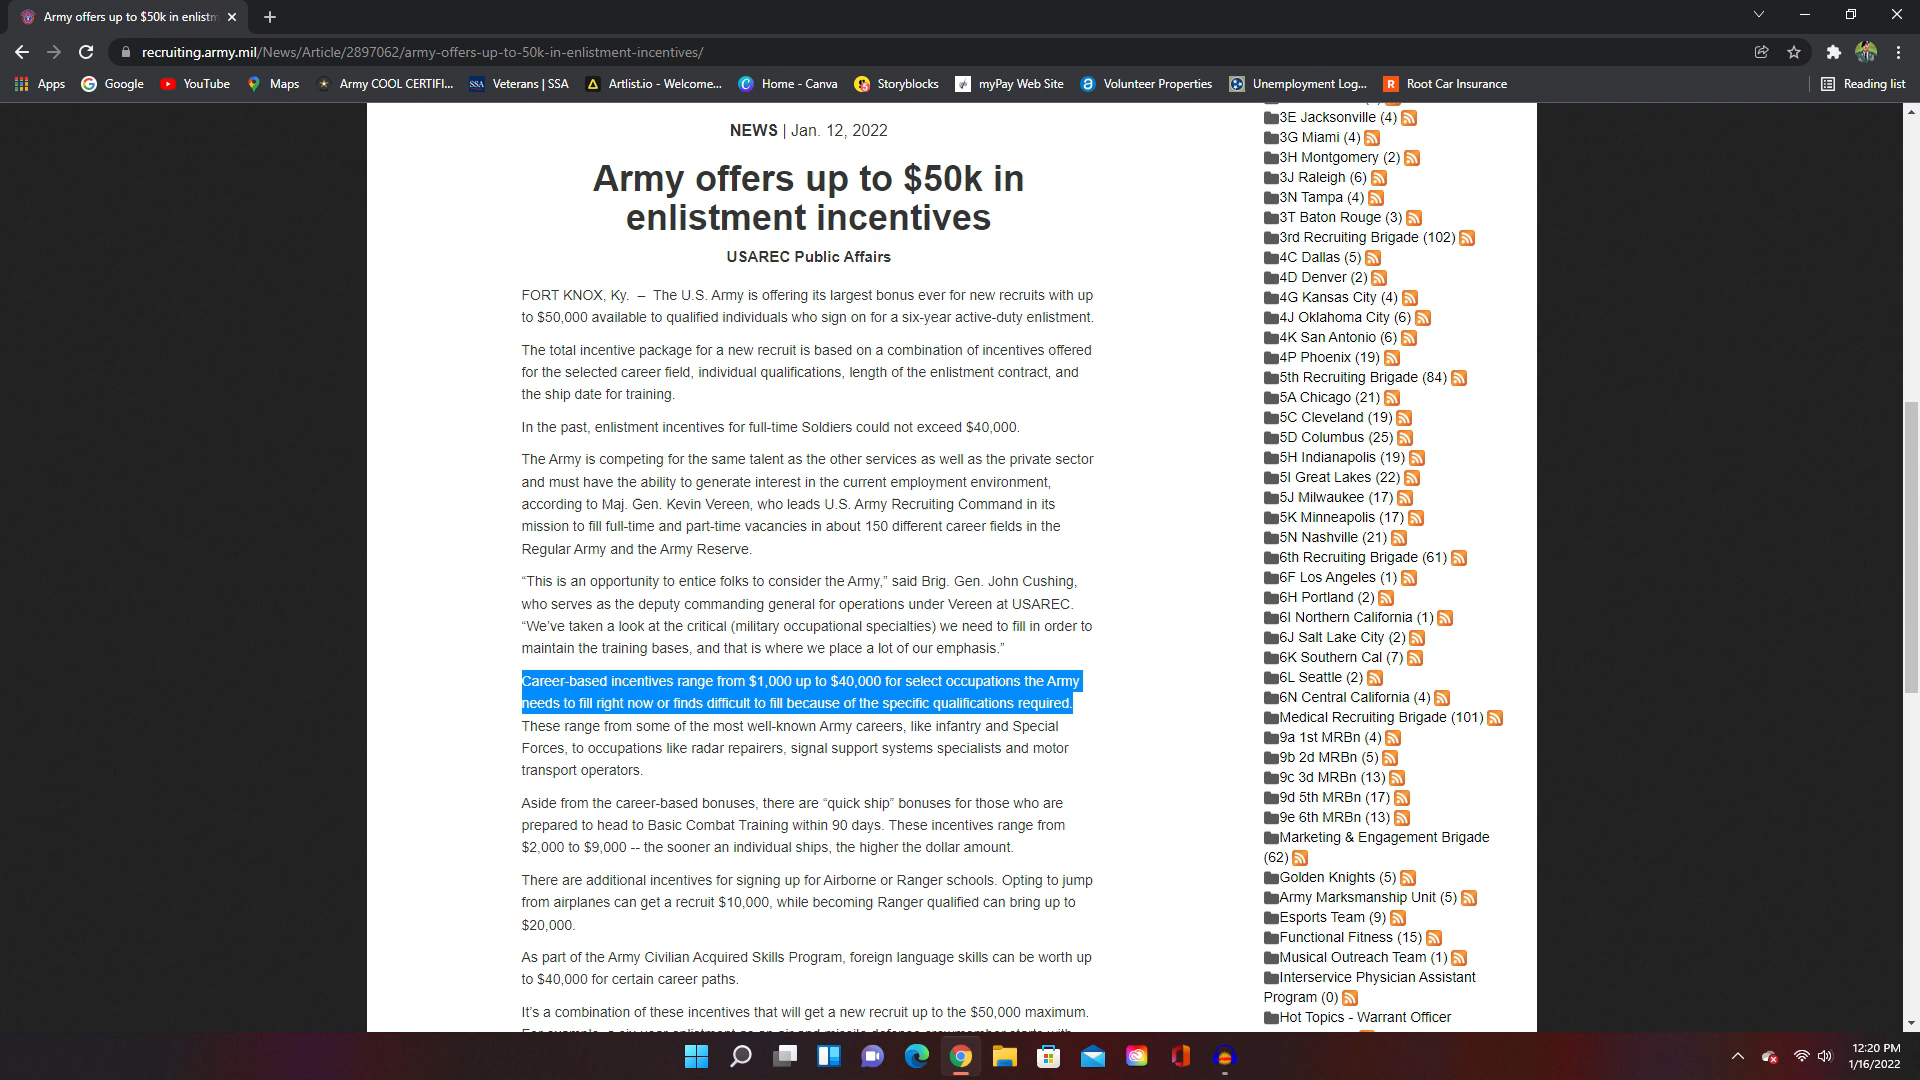 Army offers up to $50k in enlistm
recruiting.army.mil/News/Article/2897062/army-offers-up-to-50k-in-enlistment-incentives/
Apps Google YouTube Maps Army COOL CERTIFI... SSA Veterans | SSA Artlist.io - Welcome... Home - Canva Storyblocks myPay Web Site Volunteer Properties Unemployment Log... R Root Car Insurance Reading list
NEWS | Jan. 12, 2022
Army offers up to $50k in
enlistment incentives
USAREC Public Affairs
FORT KNOX, Ky. – The U.S. Army is offering its largest bonus ever for new recruits with up
to $50,000 available to qualified individuals who sign on for a six-year active-duty enlistment.
The total incentive package for a new recruit is based on a combination of incentives offered
for the selected career field, individual qualifications, length of the enlistment contract, and
the ship date for training.
In the past, enlistment incentives for full-time Soldiers could not exceed $40,000.
The Army is competing for the same talent as the other services as well as the private sector
and must have the ability to generate interest in the current employment environment,
according to Maj. Gen. Kevin Vereen, who leads U.S. Army Recruiting Command in its
mission to fill full-time and part-time vacancies in about 150 different career fields in the
Regular Army and the Army Reserve.
“This is an opportunity to entice folks to consider the Army,” said Brig. Gen. John Cushing,
who serves as the deputy commanding general for operations under Vereen at USAREC.
“We’ve taken a look at the critical (military occupational specialties) we need to fill in order to
maintain the training bases, and that is where we place a lot of our emphasis.”
Career-based incentives range from $1,000 up to $40,000 for select occupations the Army
needs to fill right now or finds difficult to fill because of the specific qualifications required.
These range from some of the most well-known Army careers, like infantry and Special
Forces, to occupations like radar repairers, signal support systems specialists and motor
transport operators.
Aside from the career-based bonuses, there are “quick ship” bonuses for those who are
prepared to head to Basic Combat Training within 90 days. These incentives range from
$2,000 to $9,000 -- the sooner an individual ships, the higher the dollar amount.
There are additional incentives for signing up for Airborne or Ranger schools. Opting to jump
from airplanes can get a recruit $10,000, while becoming Ranger qualified can bring up to
$20,000.
As part of the Army Civilian Acquired Skills Program, foreign language skills can be worth up
to $40,000 for certain career paths.
It’s a combination of these incentives that will get a new recruit up to the $50,000 maximum.
3E Jacksonville (4)
3G Miami (4)
3H Montgomery (2)
3J Raleigh (6)
3N Tampa (4)
3T Baton Rouge (3)
3rd Recruiting Brigade (102)
4C Dallas (5)
4D Denver (2)
4G Kansas City (4)
4J Oklahoma City (6)
4K San Antonio (6)
4P Phoenix (19)
5th Recruiting Brigade (84)
5A Chicago (21)
5C Cleveland (19)
5D Columbus (25)
5H Indianapolis (19)
5I Great Lakes (22)
5J Milwaukee (17)
5K Minneapolis (17)
5N Nashville (21)
6th Recruiting Brigade (61)
6F Los Angeles (1)
6H Portland (2)
6I Northern California (1)
6J Salt Lake City (2)
6K Southern Cal (7)
6L Seattle (2)
6N Central California (4)
Medical Recruiting Brigade (101)
9a 1st MRBn (4)
9b 2d MRBn (5)
9c 3d MRBn (13)
9d 5th MRBn (17)
9e 6th MRBn (13)
Marketing & Engagement Brigade
(62)
Golden Knights (5)
Army Marksmanship Unit (5)
Esports Team (9)
Functional Fitness (15)
Musical Outreach Team (1)
Interservice Physician Assistant
Program (0)
Hot Topics - Warrant Officer
12:20 PM
1/16/2022